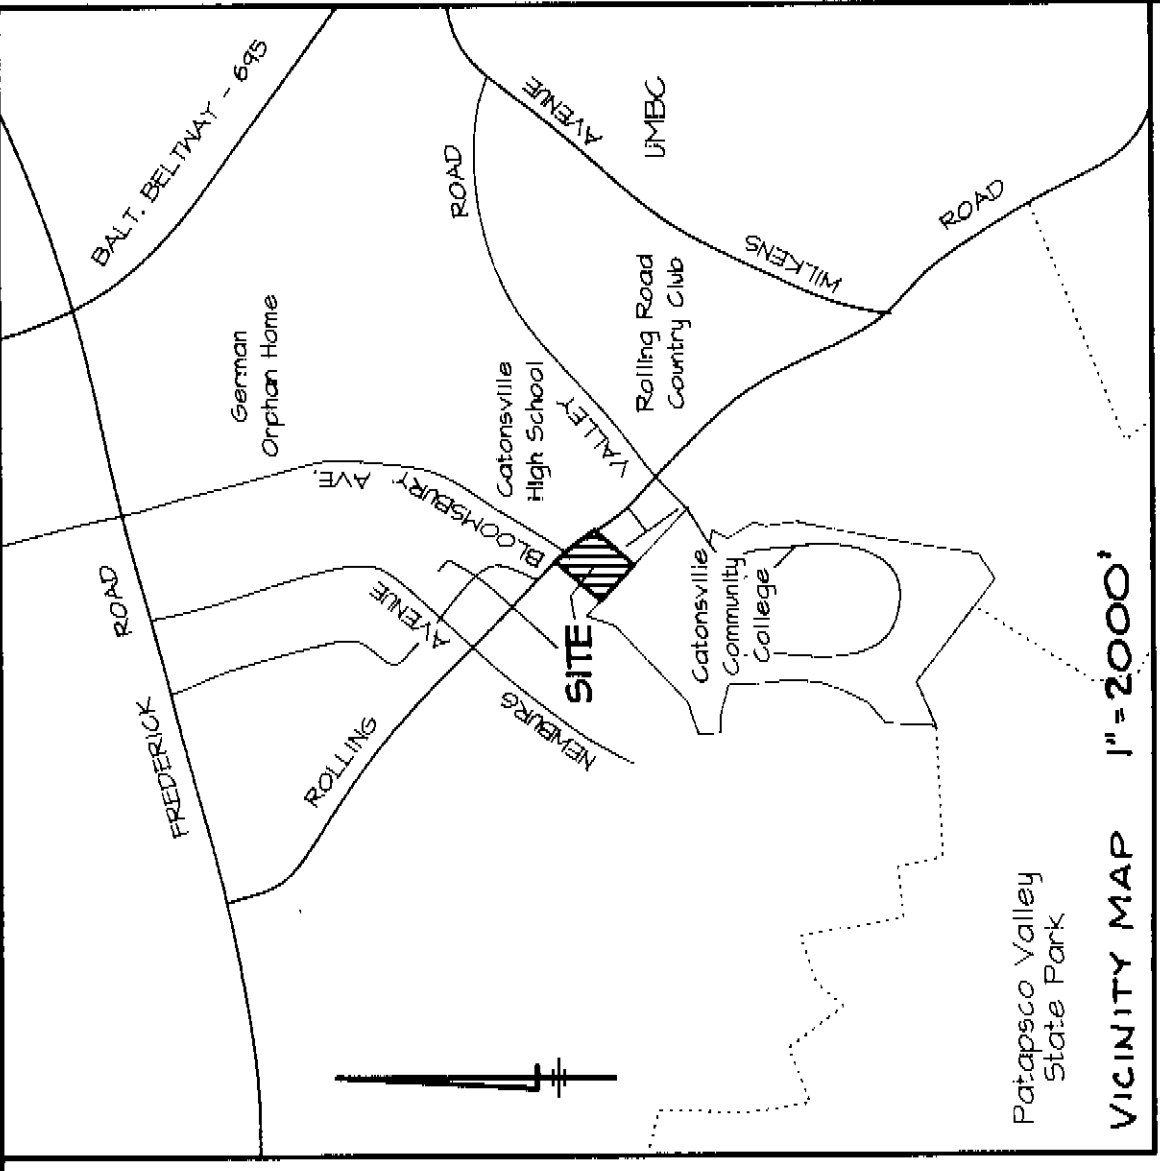 BALT. BELTWAY - 695
FREDERICK ROAD
German
Orphan Home
ROLLING ROAD
BLOOMSBURY AVE.
NEWBURG AVENUE
Catonsville
High School
VALLEY ROAD
WILKENS AVENUE
UMBC
Rolling Road
Country Club
SITE
Catonsville
Community
College
Patapsco Valley
State Park
VICINITY MAP 1"=2000'